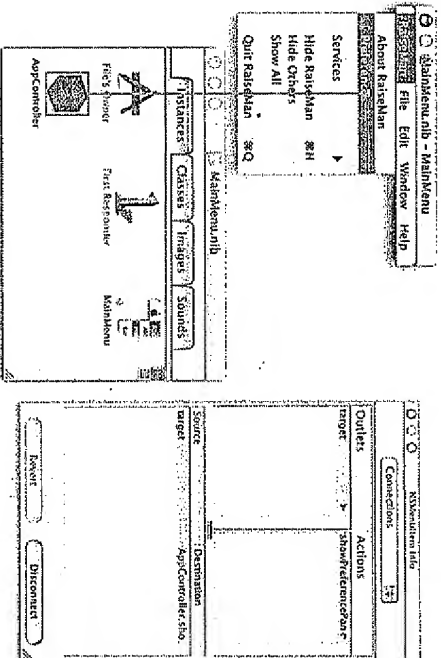 MainMenu.nib – MainMenu
File Edit Window Help
About RaiseMan
Services
Hide RaiseMan ⌘H
Hide Others
Show All
Quit RaiseMan ⌘Q
MainMenu.nib
Instances Classes Images Sounds
File's Owner First Responder MainMenu
AppController
NSMenuItem Info
Connections
Outlets Actions
target showPreferencePane
Source Destination
target AppController.sho
Revert Disconnect